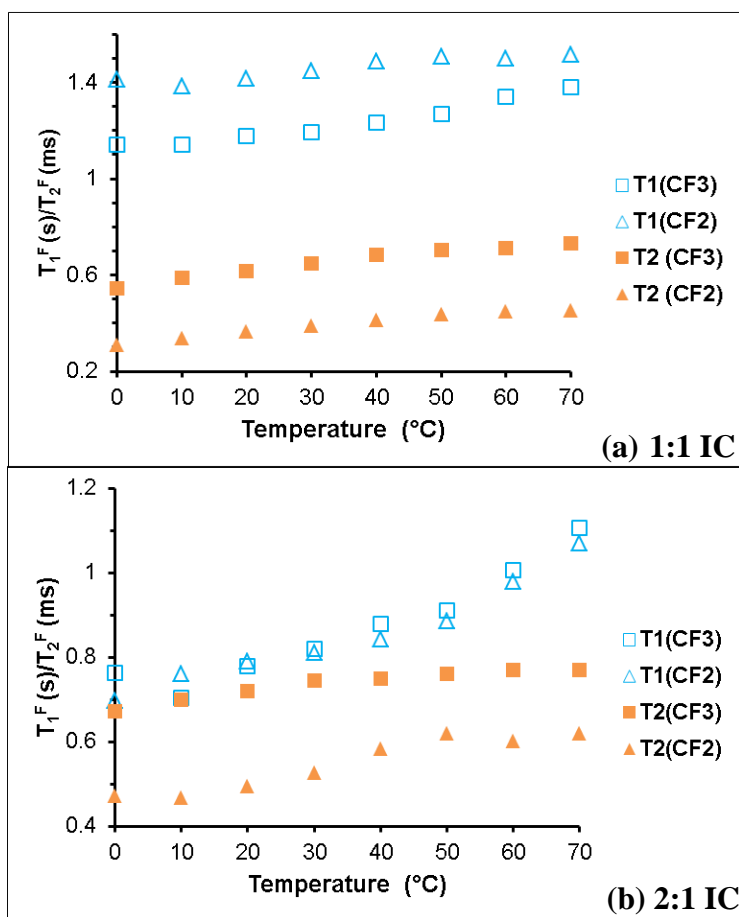 1.4
1
0.6
0.2
T₁ᶠ(s)/T₂ᶠ(ms)
0 10 20 30 40 50 60 70
Temperature (°C)
T1(CF3)
T1(CF2)
T2 (CF3)
T2 (CF2)
(a) 1:1 IC
1.2
1
0.8
0.6
0.4
T₁ᶠ(s)/T₂ᶠ(ms)
0 10 20 30 40 50 60 70
Temperature (°C)
T1(CF3)
T1(CF2)
T2(CF3)
T2(CF2)
(b) 2:1 IC